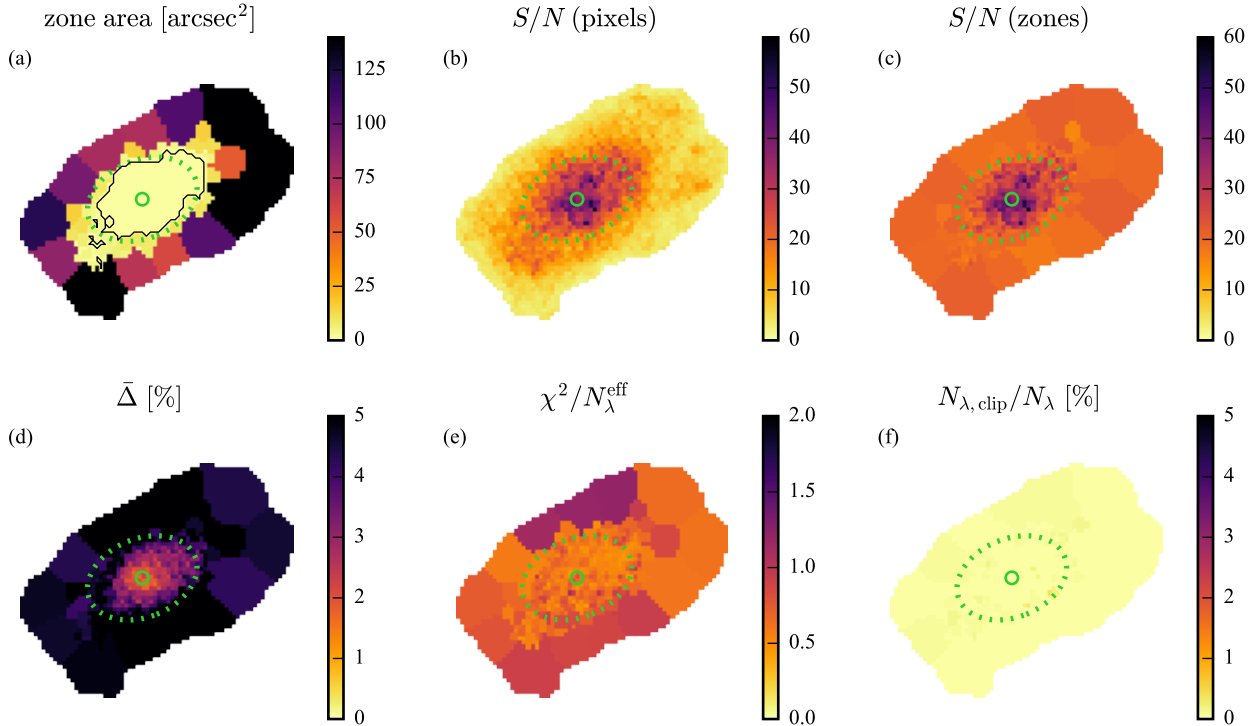 zone area [arcsec²] S/N (pixels) S/N (zones)
(a) (b) (c)
125 100 75 50 25 0
60 50 40 30 20 10 0
60 50 40 30 20 10 0
Δ̄ [%] χ²/N_λ^eff N_λ,clip/N_λ [%]
(d) (e) (f)
5 4 3 2 1 0
2.0 1.5 1.0 0.5 0.0
5 4 3 2 1 0